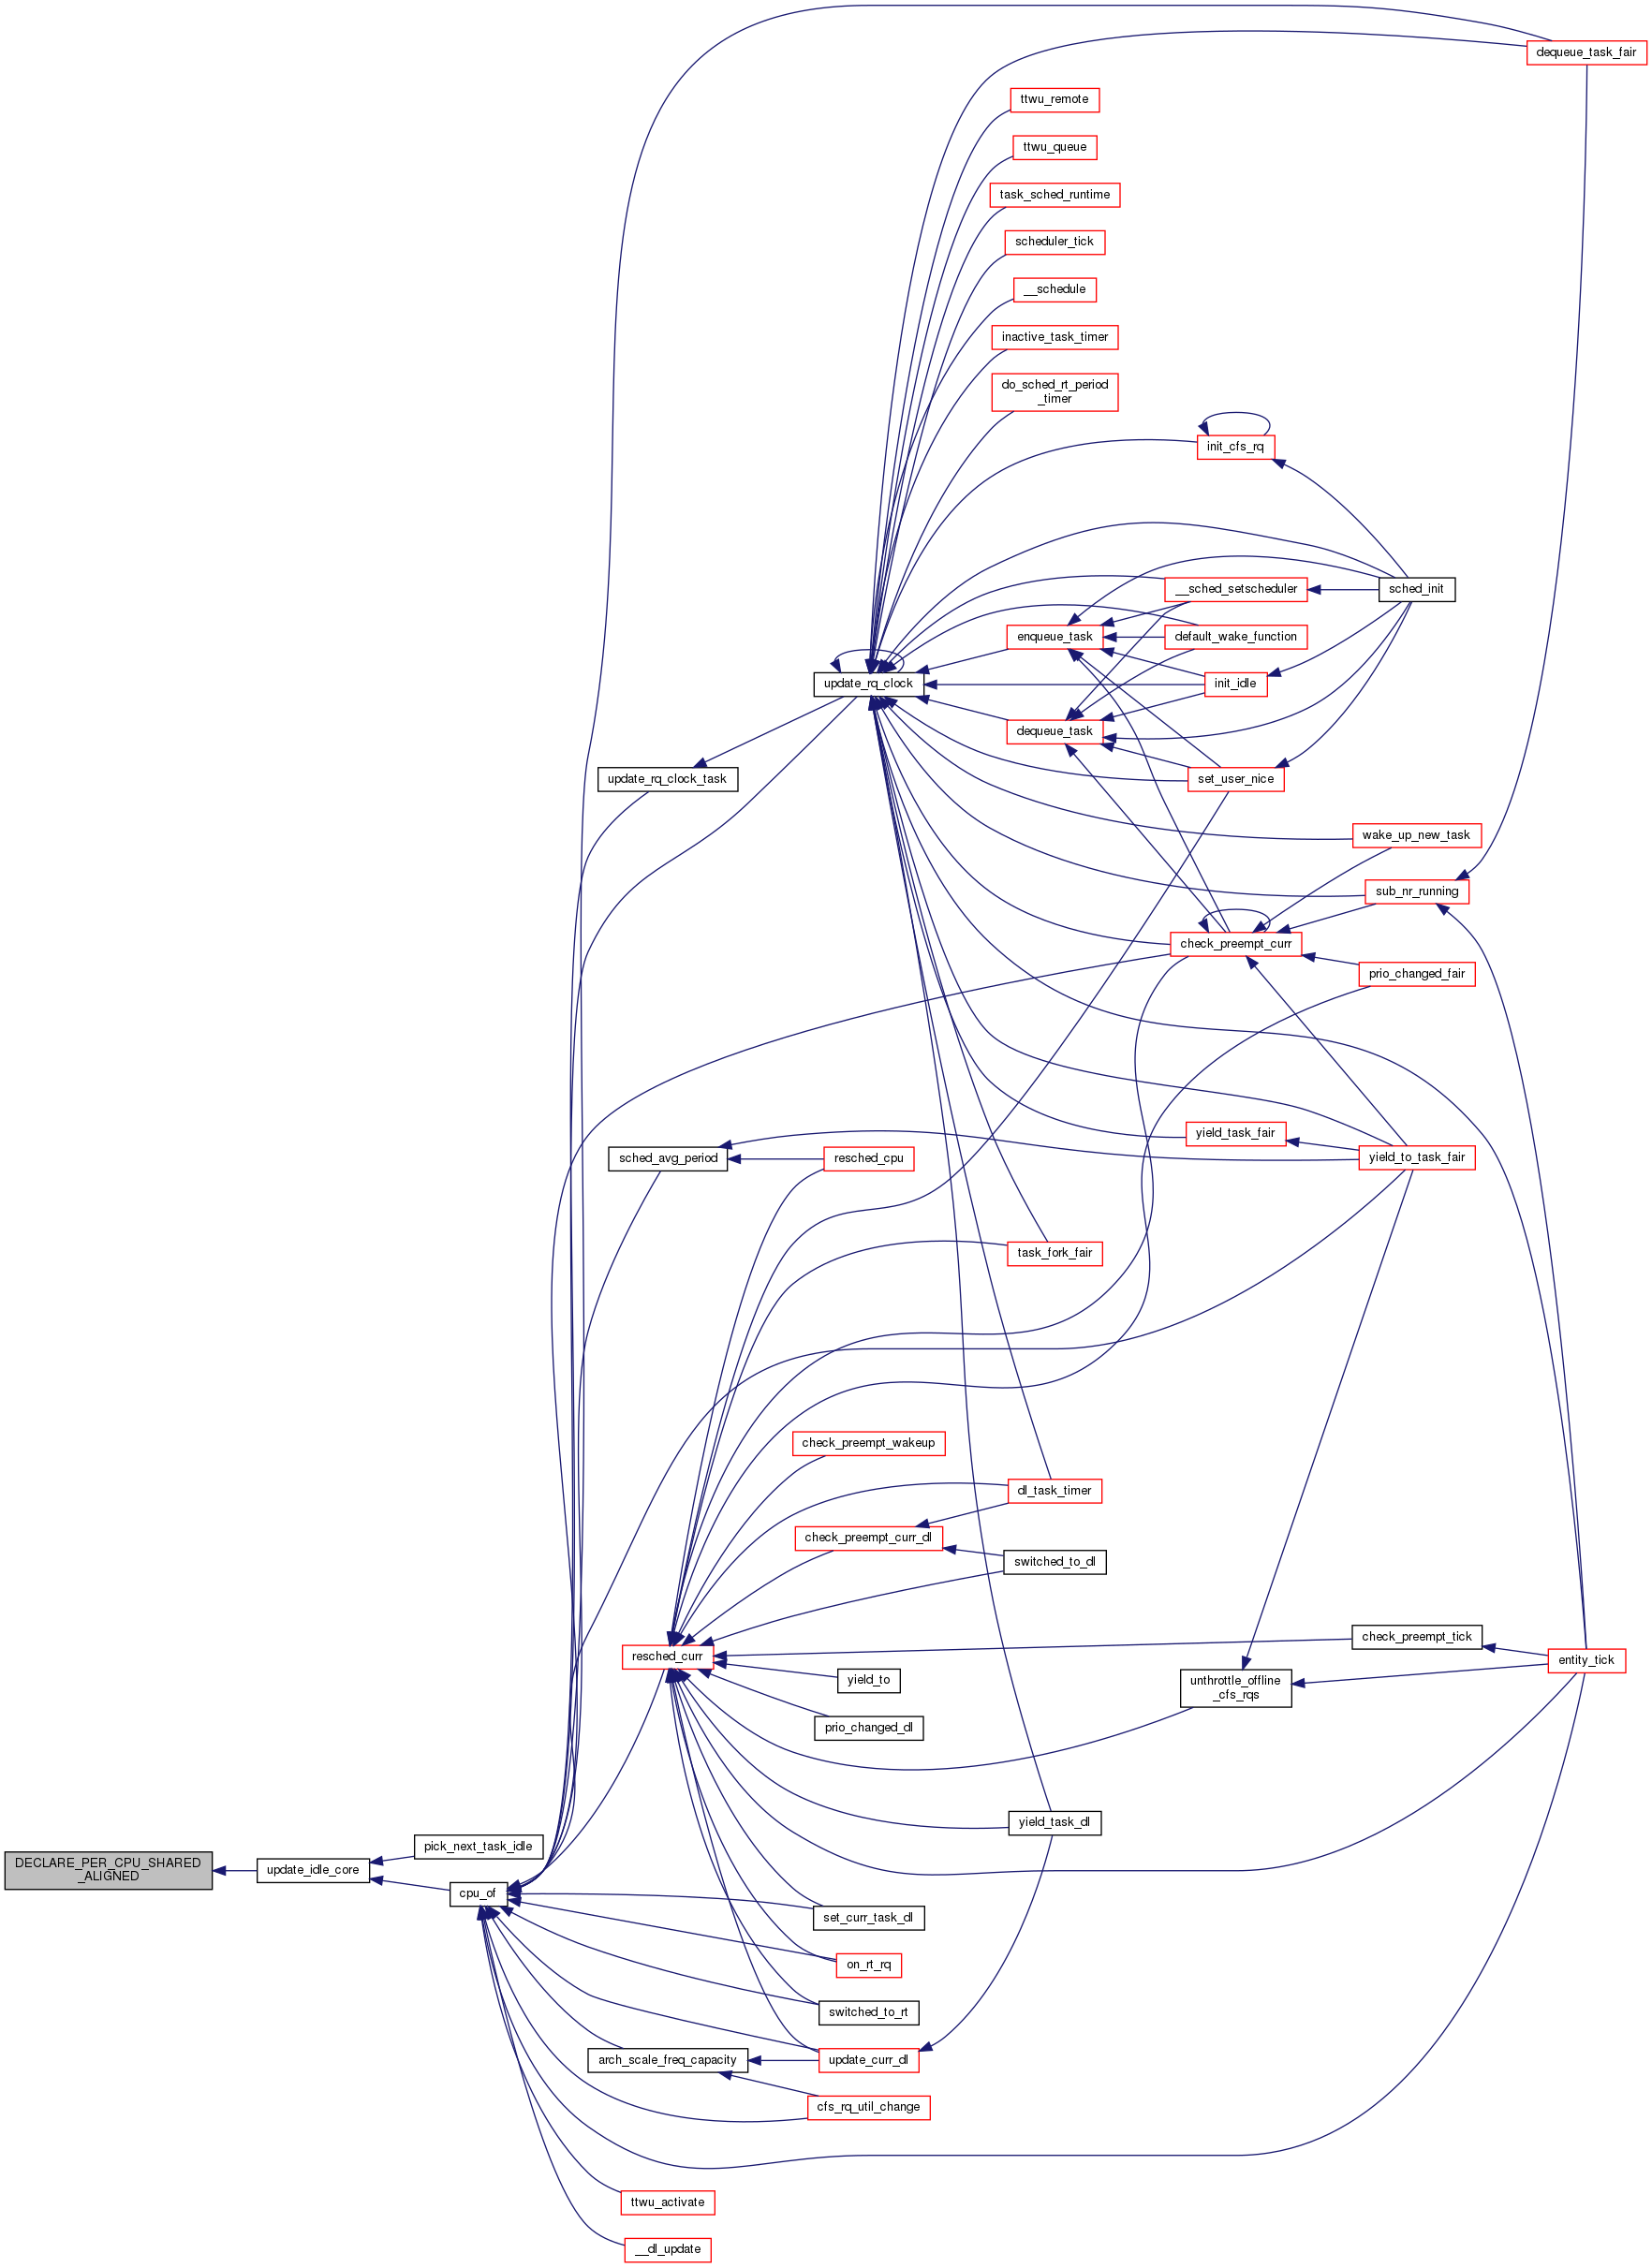 dequeue_task_fair
ttwu_remote
ttwu_queue
task_sched_runtime
scheduler_tick
__schedule
inactive_task_timer
do_sched_rt_period
_timer
init_cfs_rq
__sched_setscheduler
sched_init
enqueue_task
default_wake_function
update_rq_clock
init_idle
dequeue_task
update_rq_clock_task
set_user_nice
wake_up_new_task
sub_nr_running
check_preempt_curr
prio_changed_fair
yield_task_fair
sched_avg_period
resched_cpu
yield_to_task_fair
task_fork_fair
check_preempt_wakeup
dl_task_timer
check_preempt_curr_dl
switched_to_dl
check_preempt_tick
resched_curr
entity_tick
yield_to
unthrottle_offline
_cfs_rqs
prio_changed_dl
yield_task_dl
pick_next_task_idle
DECLARE_PER_CPU_SHARED
_ALIGNED
update_idle_core
cpu_of
set_curr_task_dl
on_rt_rq
switched_to_rt
arch_scale_freq_capacity
update_curr_dl
cfs_rq_util_change
ttwu_activate
__dl_update